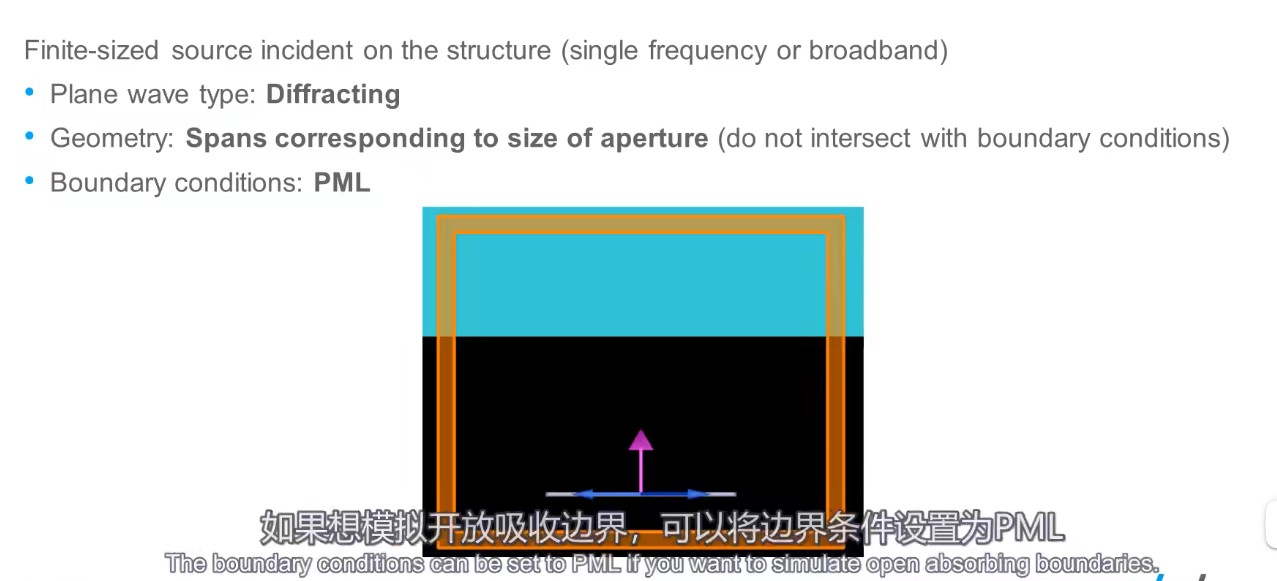 Finite-sized source incident on the structure (single frequency or broadband)
• Plane wave type: Diffracting
• Geometry: Spans corresponding to size of aperture (do not intersect with boundary conditions)
• Boundary conditions: PML
如果想模拟开放吸收边界，可以将边界条件设置为PML
The boundary conditions can be set to PML if you want to simulate open absorbing boundaries.